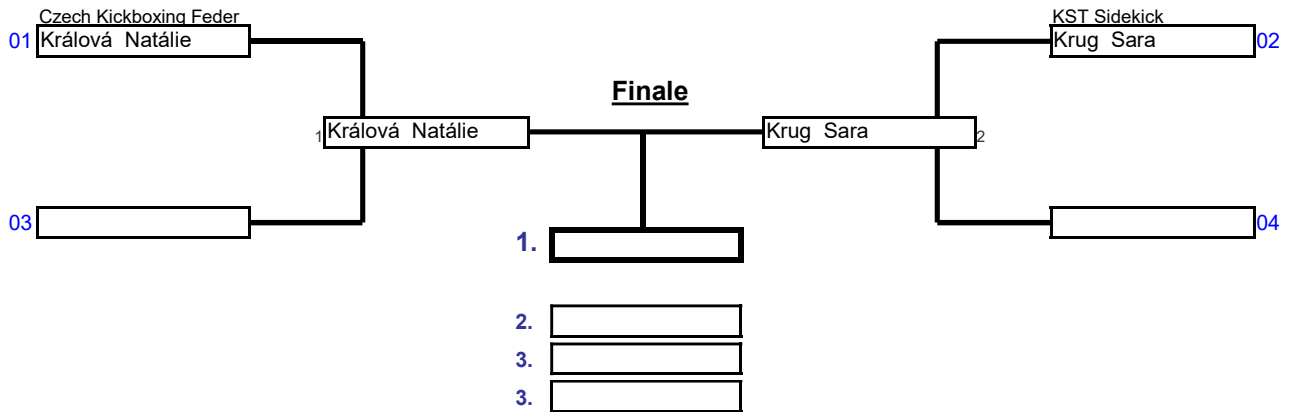 Czech Kickboxing Feder
KST Sidekick
01 Králová Natálie
Krug Sara 02
Finale
1 Králová Natálie
Krug Sara 2
03
04
1.
2.
3.
3.